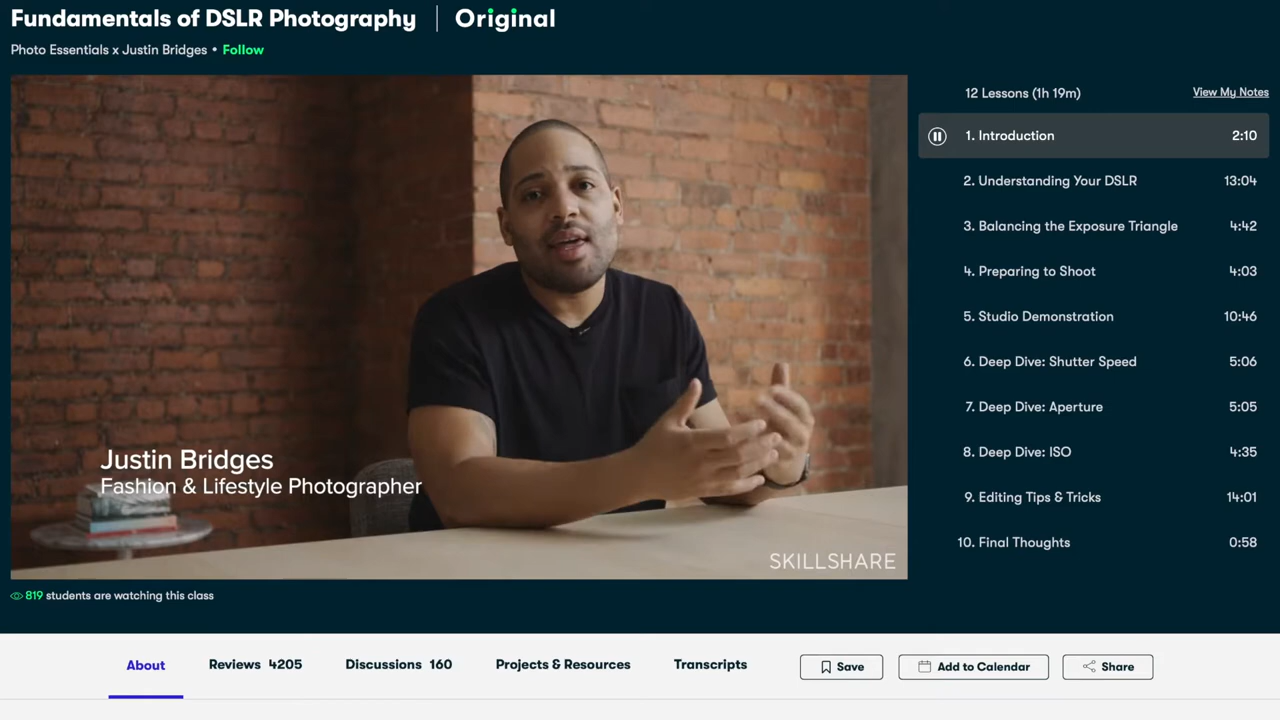 Fundamentals of DSLR Photography | Original
Photo Essentials x Justin Bridges • Follow
Justin Bridges
Fashion & Lifestyle Photographer
SKILLSHARE
819 students are watching this class
12 Lessons (1h 19m) View My Notes
1. Introduction 2:10
2. Understanding Your DSLR 13:04
3. Balancing the Exposure Triangle 4:42
4. Preparing to Shoot 4:03
5. Studio Demonstration 10:46
6. Deep Dive: Shutter Speed 5:06
7. Deep Dive: Aperture 5:05
8. Deep Dive: ISO 4:35
9. Editing Tips & Tricks 14:01
10. Final Thoughts 0:58
About Reviews 4205 Discussions 160 Projects & Resources Transcripts Save Add to Calendar Share